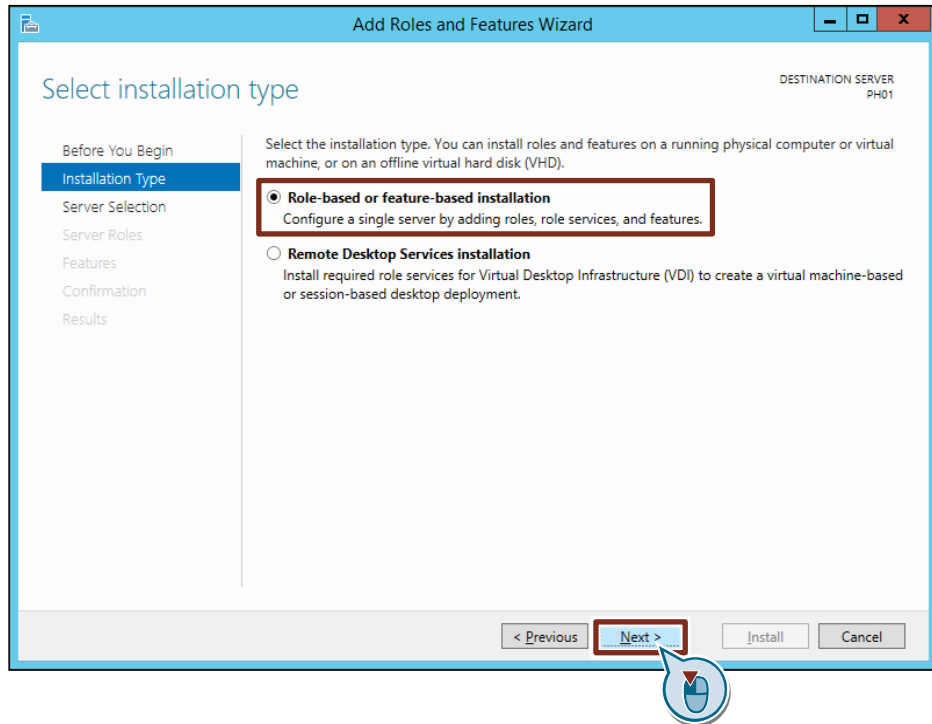 Add Roles and Features Wizard
Select installation type
DESTINATION SERVER
PH01
Before You Begin
Installation Type
Server Selection
Server Roles
Features
Confirmation
Results
Select the installation type. You can install roles and features on a running physical computer or virtual
machine, or on an offline virtual hard disk (VHD).
Role-based or feature-based installation
Configure a single server by adding roles, role services, and features.
Remote Desktop Services installation
Install required role services for Virtual Desktop Infrastructure (VDI) to create a virtual machine-based
or session-based desktop deployment.
< Previous Next > Install Cancel